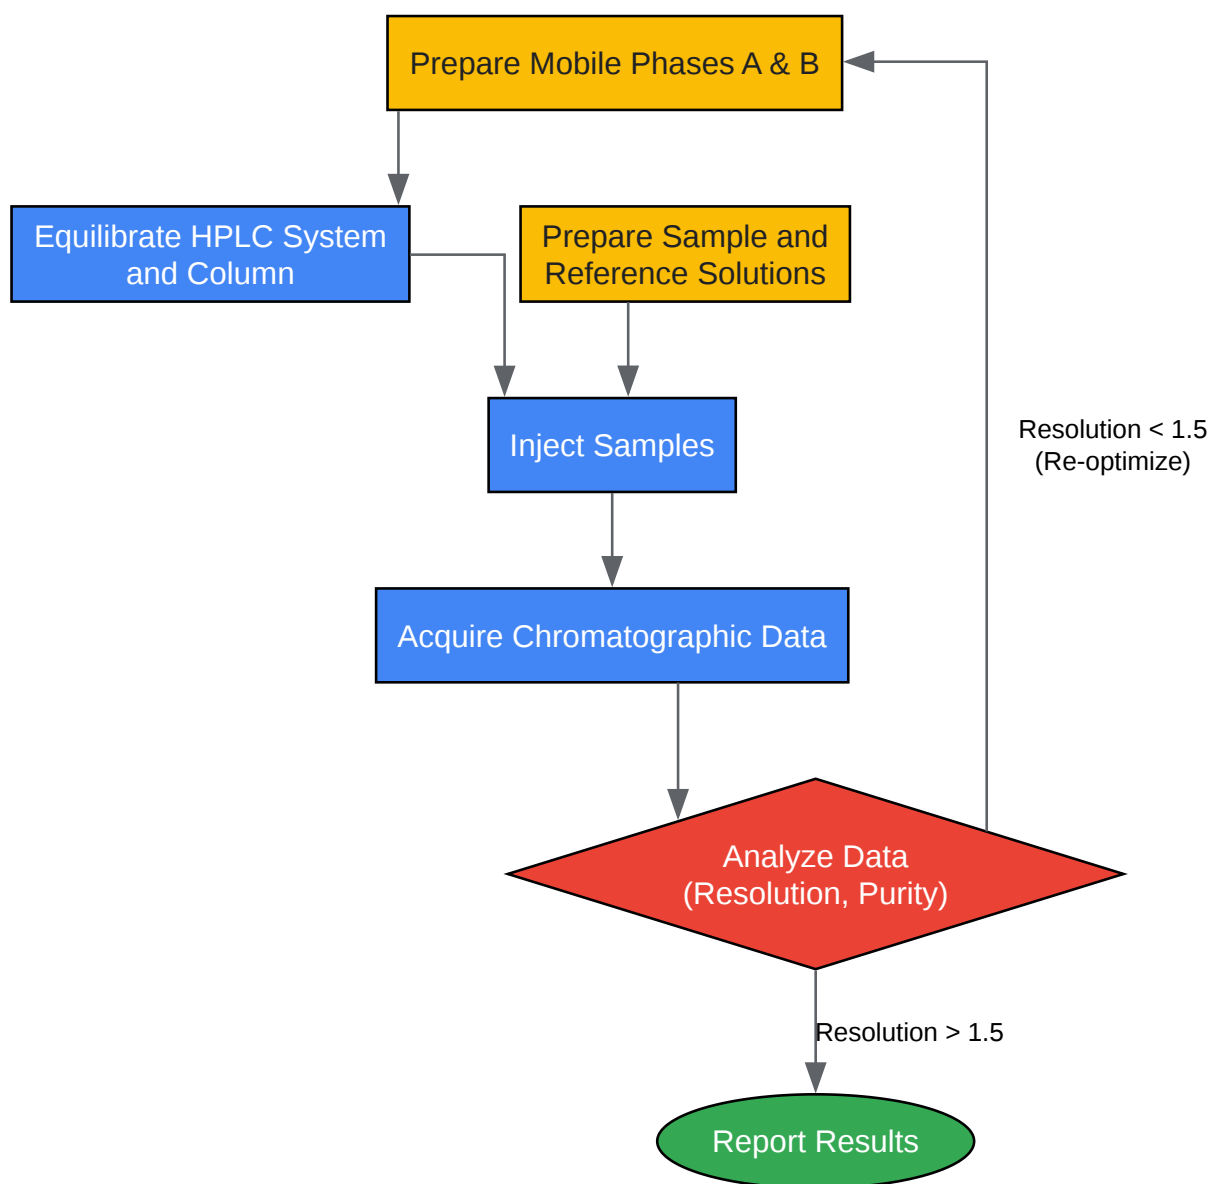 Prepare Mobile Phases A & B
Equilibrate HPLC System
and Column
Prepare Sample and
Reference Solutions
Inject Samples
Resolution < 1.5
(Re-optimize)
Acquire Chromatographic Data
Analyze Data
(Resolution, Purity)
Resolution > 1.5
Report Results